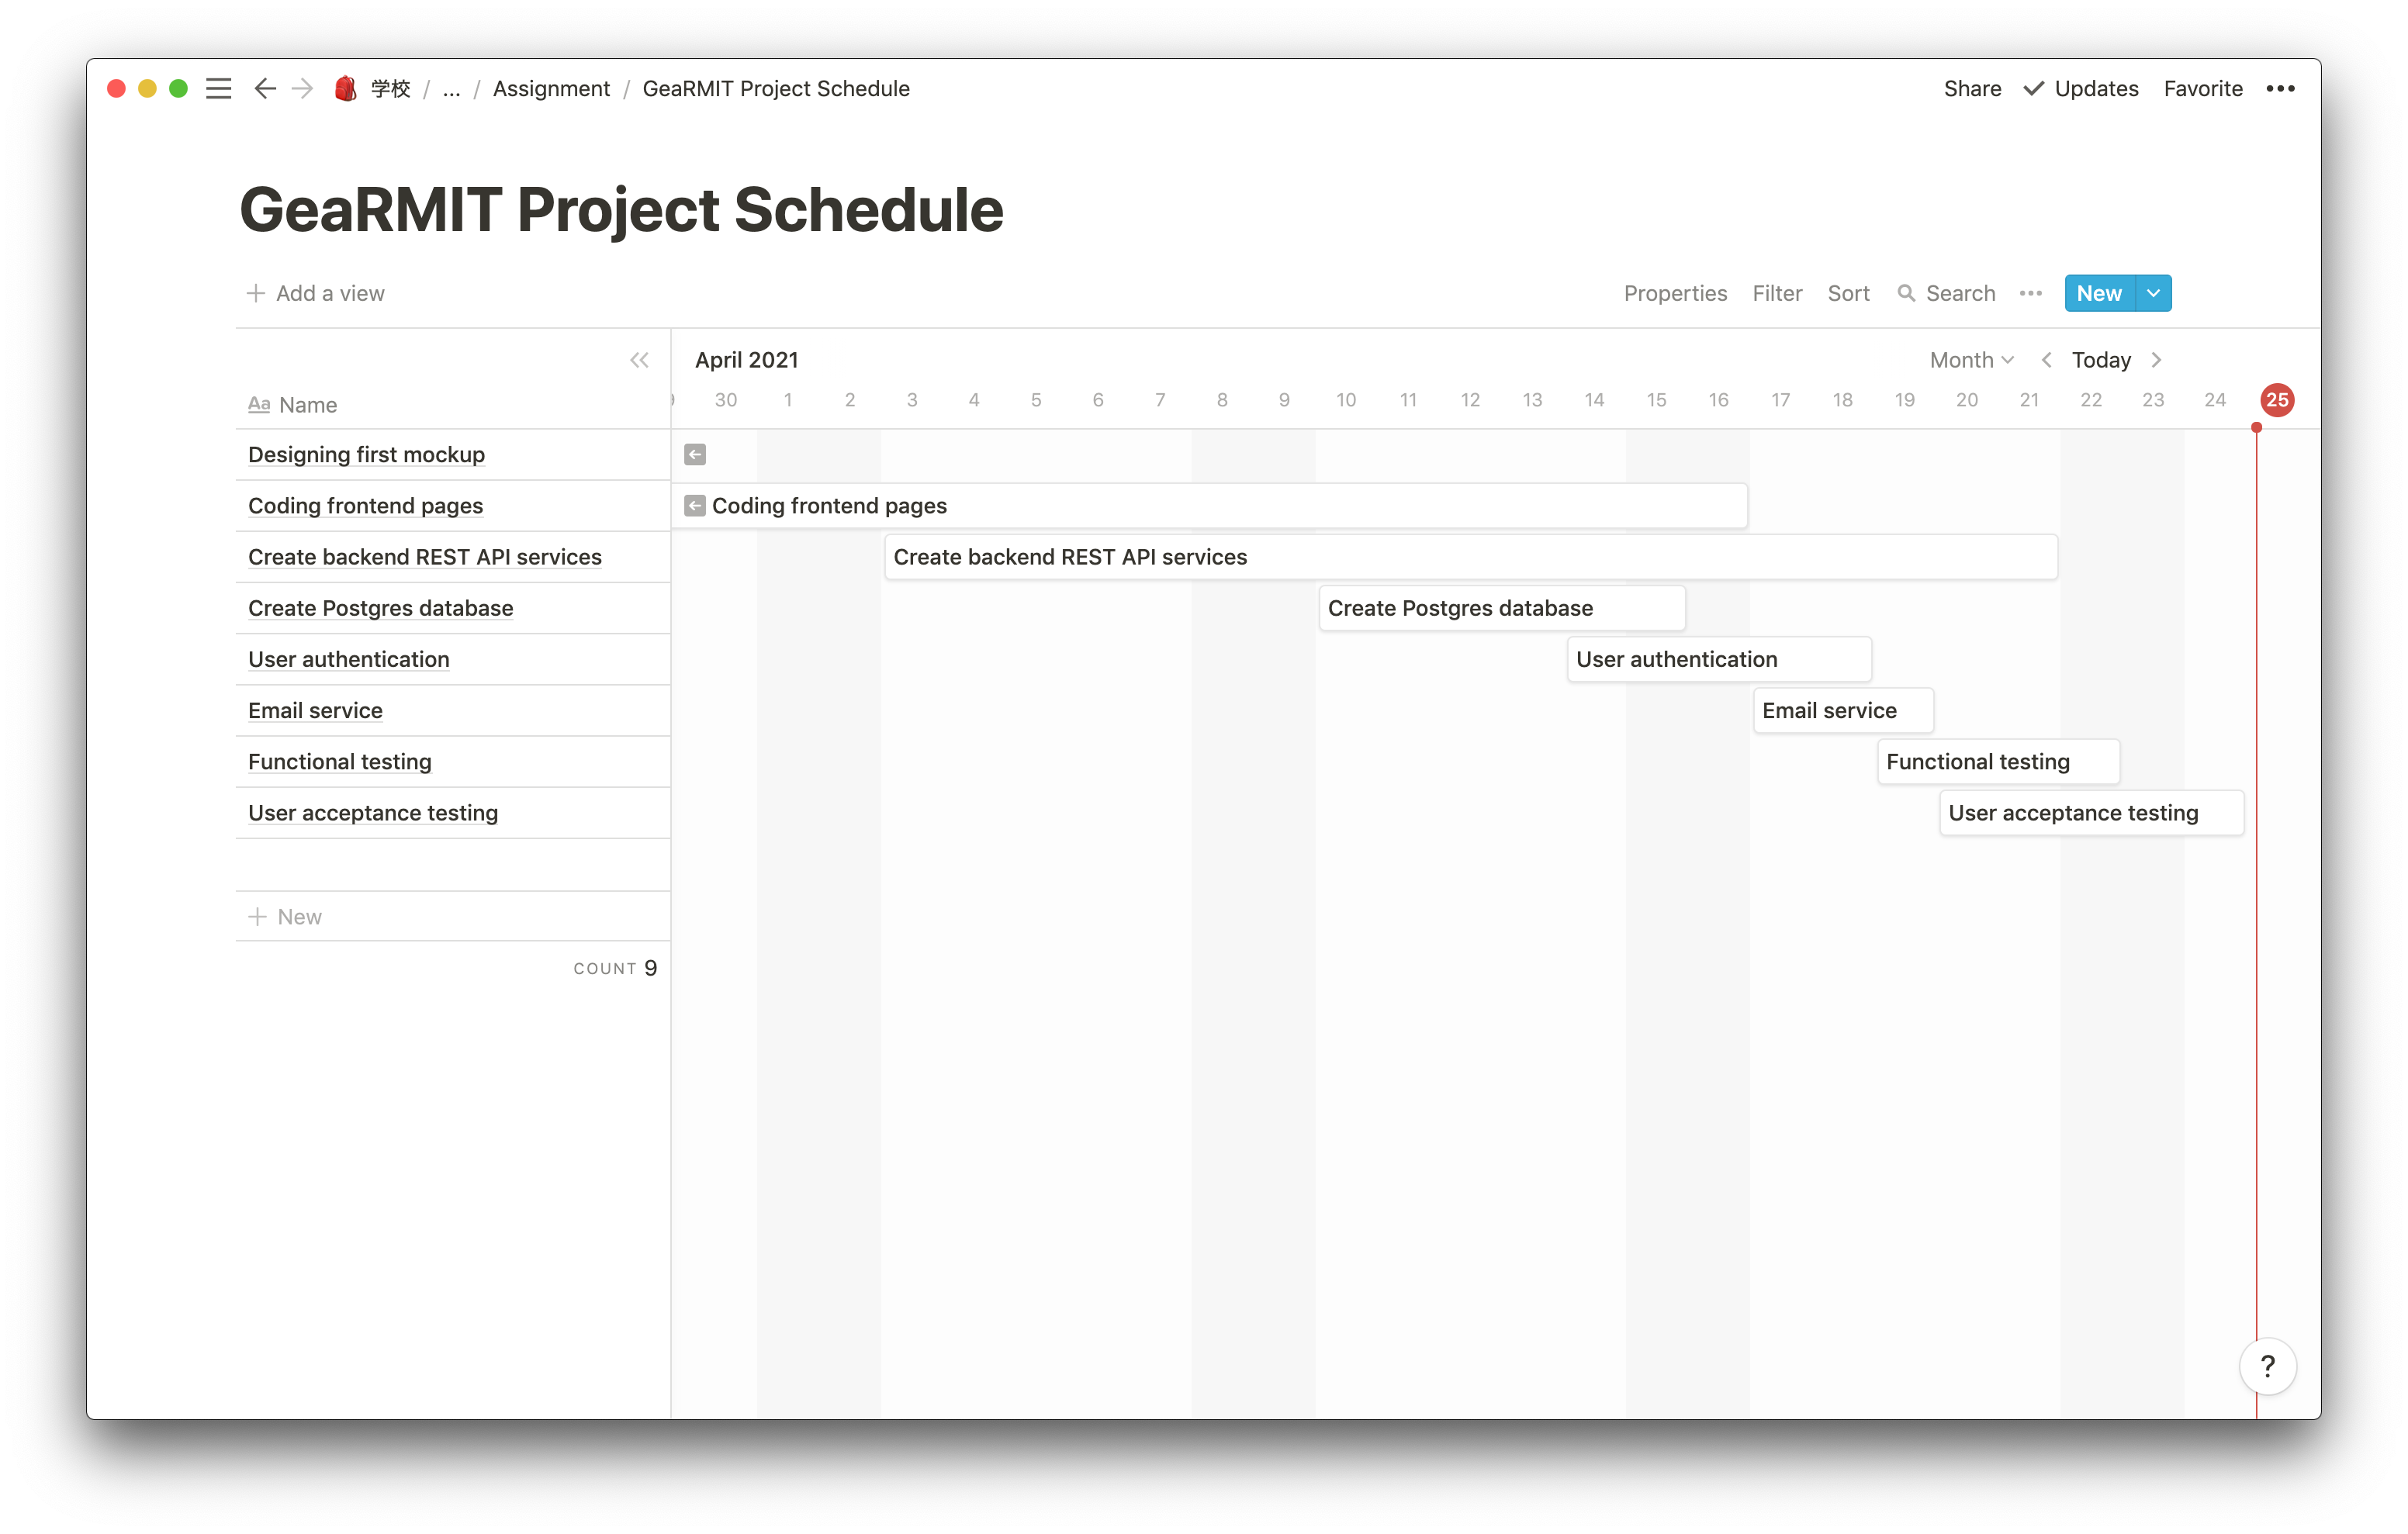 学校 / ... / Assignment / GeaRMIT Project Schedule
Share Updates Favorite
GeaRMIT Project Schedule
Add a view
Properties Filter Sort Search New
April 2021
Month Today
30 1 2 3 4 5 6 7 8 9 10 11 12 13 14 15 16 17 18 19 20 21 22 23 24 25
Aa Name
Designing first mockup
Coding frontend pages
Coding frontend pages
Create backend REST API services
Create backend REST API services
Create Postgres database
Create Postgres database
User authentication
User authentication
Email service
Email service
Functional testing
Functional testing
User acceptance testing
User acceptance testing
New
COUNT 9
?